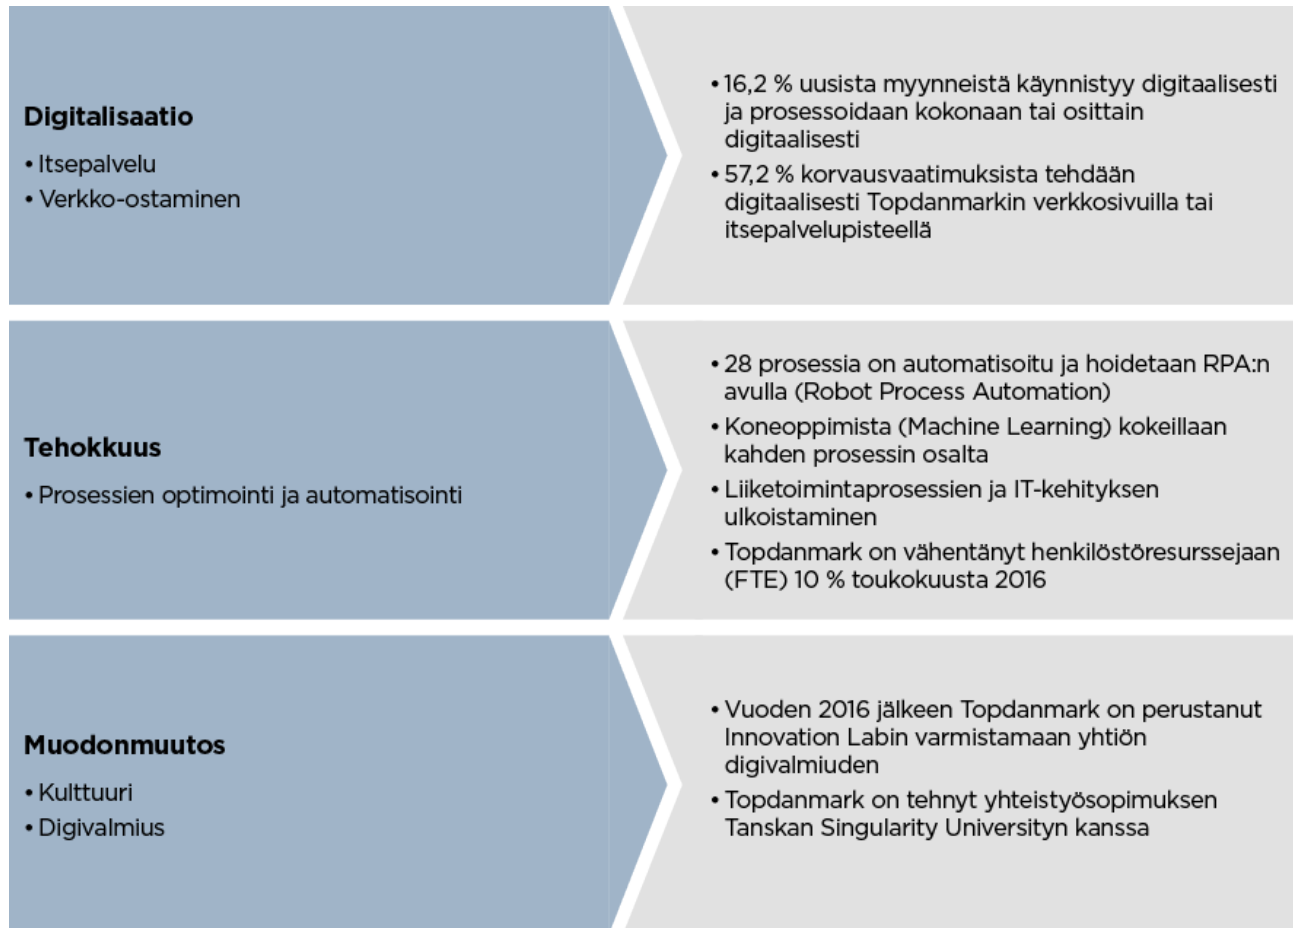 Digitalisaatio
• Itsepalvelu
• Verkko-ostaminen
• 16,2 % uusista myynneistä käynnistyy digitaalisesti
ja prosessoidaan kokonaan tai osittain
digitaalisesti
• 57,2 % korvausvaatimuksista tehdään
digitaalisesti Topdanmarkin verkkosivuilla tai
itsepalvelupisteellä
Tehokkuus
• Prosessien optimointi ja automatisointi
• 28 prosessia on automatisoitu ja hoidetaan RPA:n
avulla (Robot Process Automation)
• Koneoppimista (Machine Learning) kokeillaan
kahden prosessin osalta
• Liiketoimintaprosessien ja IT-kehityksen
ulkoistaminen
• Topdanmark on vähentänyt henkilöstöresurssejaan
(FTE) 10 % toukokuusta 2016
Muodonmuutos
• Kulttuuri
• Digivalmius
• Vuoden 2016 jälkeen Topdanmark on perustanut
Innovation Labin varmistamaan yhtiön
digivalmiuden
• Topdanmark on tehnyt yhteistyösopimuksen
Tanskan Singularity Universityn kanssa